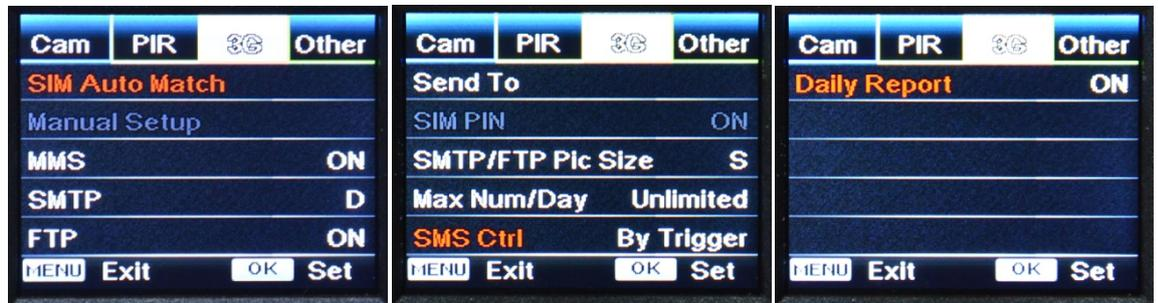 Cam PIR 3G Other
SIM Auto Match
Manual Setup
MMS ON
SMTP D
FTP ON
MENU Exit OK Set
Cam PIR 3G Other
Send To
SIM PIN ON
SMTP/FTP Pic Size S
Max Num/Day Unlimited
SMS Ctrl By Trigger
MENU Exit OK Set
Cam PIR 3G Other
Daily Report ON
MENU Exit OK Set